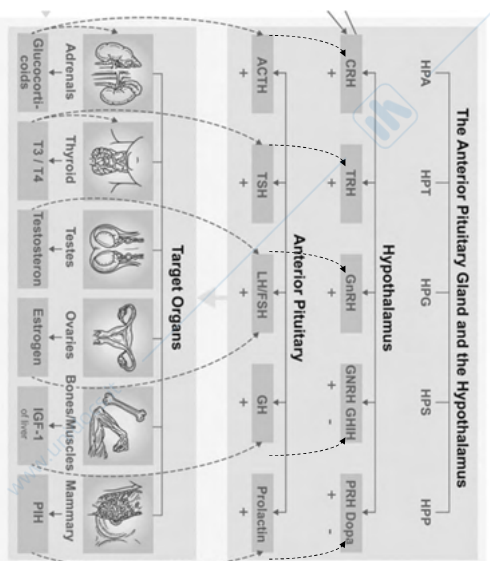 The Anterior Pituitary Gland and the Hypothalamus
HPA HPT HPG HPS HPP
Hypothalamus
CRH TRH GnRH GNRH GHIH PRH Dopa
+ + + + - + -
Anterior Pituitary
ACTH TSH LH/FSH GH Prolactin
+ + + + +
Target Organs
Adrenals Thyroid Testes Ovaries Bones/Muscles Mammary
Glucocorti-
coids
T3 / T4
Testosteron
Estrogen
IGF-1
of liver
PIH